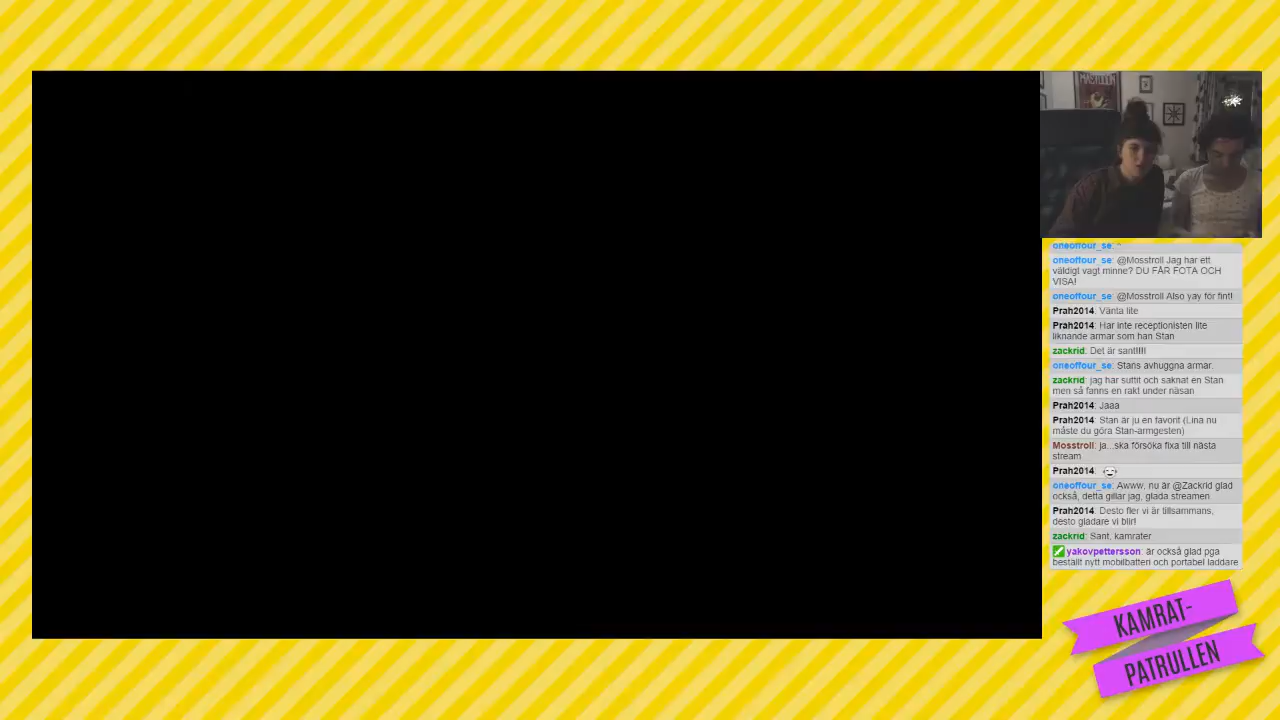 MAGRUDM
oneoffour_se: ^
oneoffour_se: @Mosstroll Jag har ett
väldigt vagt minne? DU FÅR FOTA OCH
VISA!
oneoffour_se: @Mosstroll Also yay för fint!
Prah2014: Vänta lite
Prah2014: Har inte receptionisten lite
liknande armar som han Stan
zackrid: Det är sant!!!!!
oneoffour_se: Stans avhuggna armar.
zackrid: jag har suttit och saknat en Stan
men så fanns en rakt under näsan
Prah2014: Jaaa
Prah2014: Stan är ju en favorit (Lina nu
måste du göra Stan-armgesten)
Mosstroll: ja...ska försöka fixa till nästa
stream
Prah2014:
oneoffour_se: Awww, nu är @Zackrid glad
också, detta gillar jag, glada streamen
Prah2014: Desto fler vi är tillsammans,
desto gladare vi blir!
zackrid: Sant, kamrater
yakovpettersson: är också glad pga
beställt nytt mobilbatteri och portabel laddare
KAMRAT-
PATRULLEN